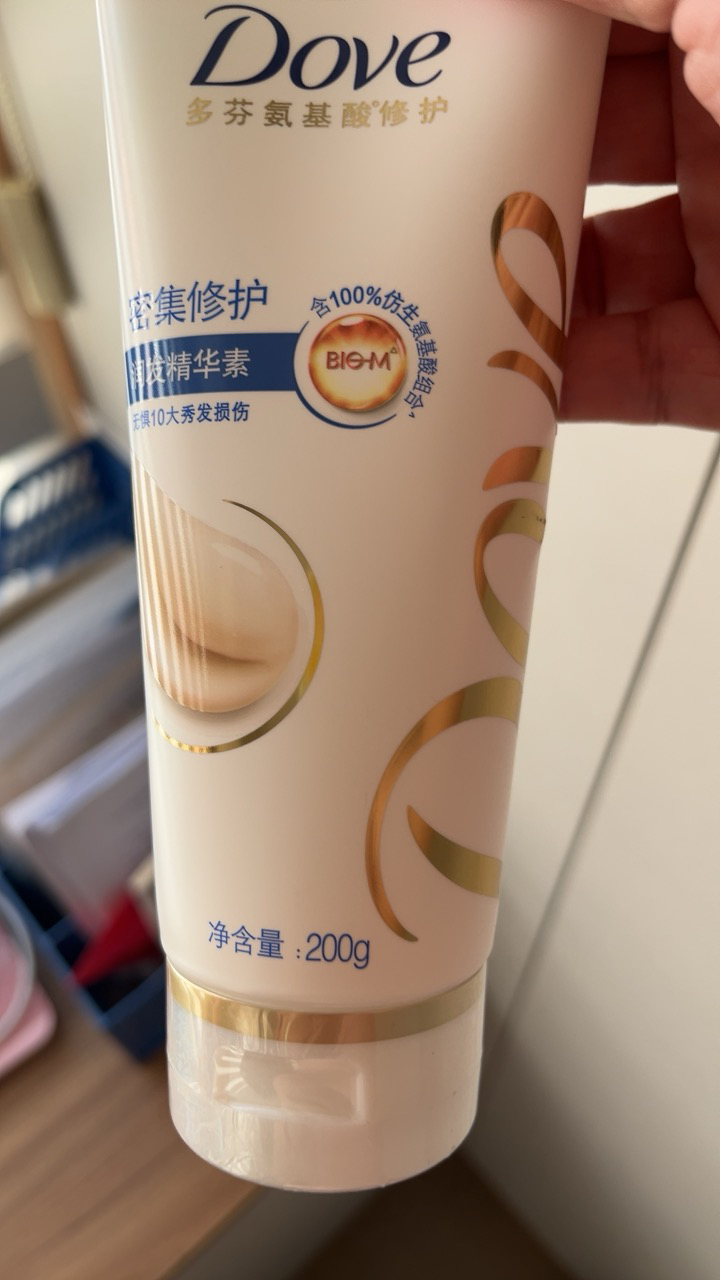 Dove
多芬氨基酸°修护
密集修护
润发精华素
无惧10大秀发损伤
含100%仿生氨基酸组合^
BIO-M^Δ
净含量:200g